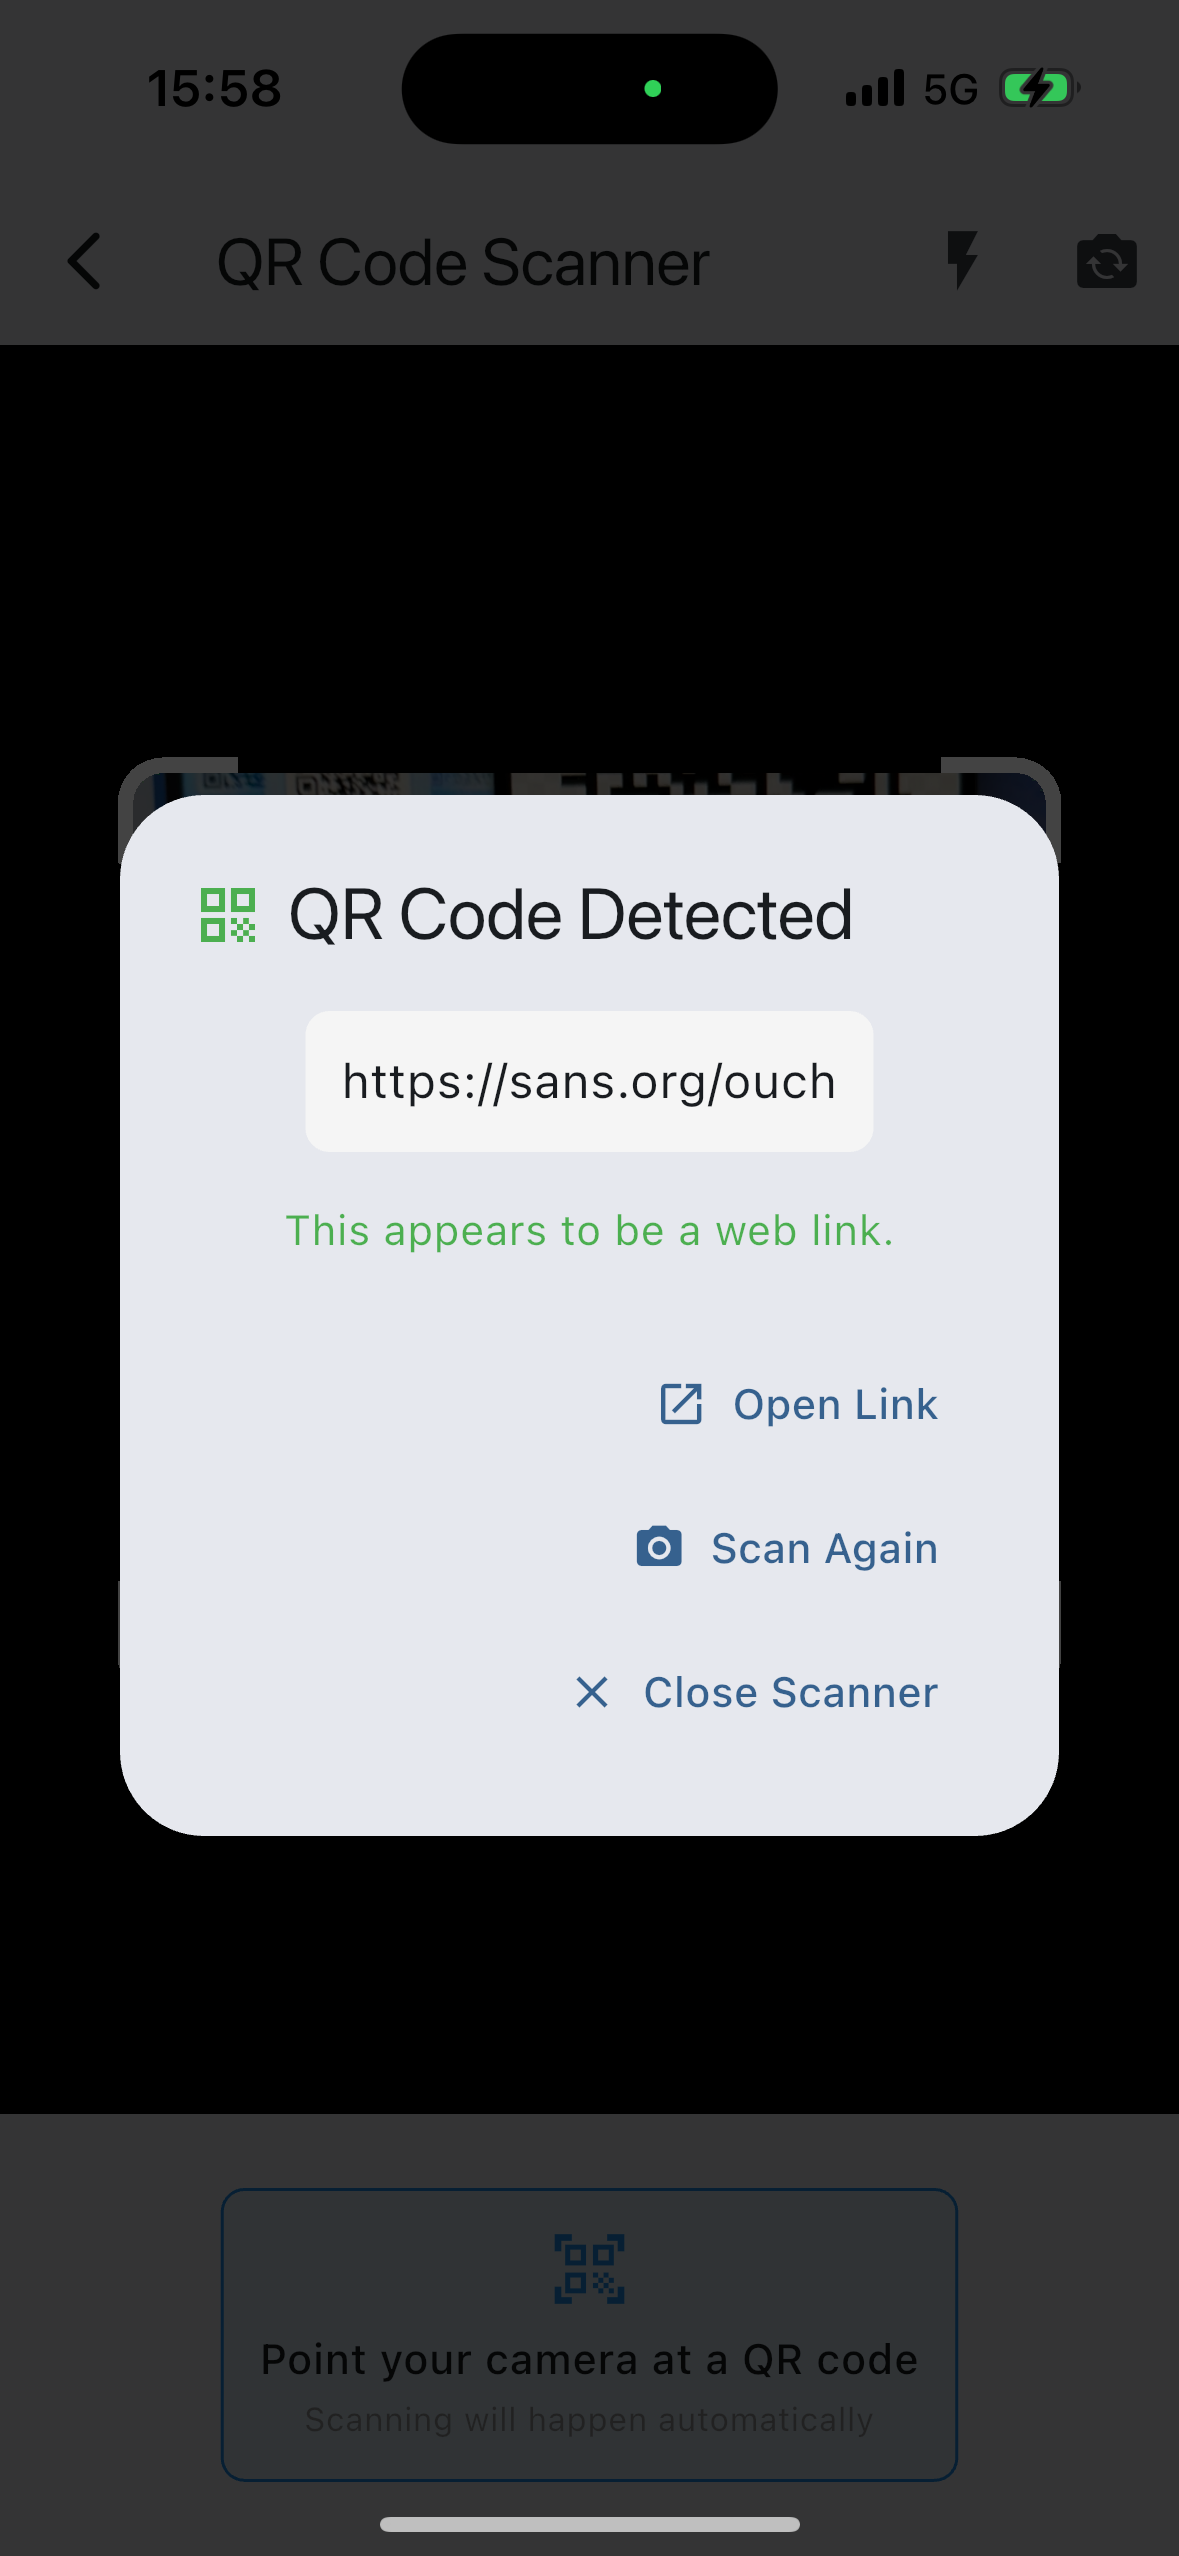 15:58
5G
QR Code Scanner
QR Code Detected
https://sans.org/ouch
This appears to be a web link.
Open Link
Scan Again
Close Scanner
Point your camera at a QR code
Scanning will happen automatically